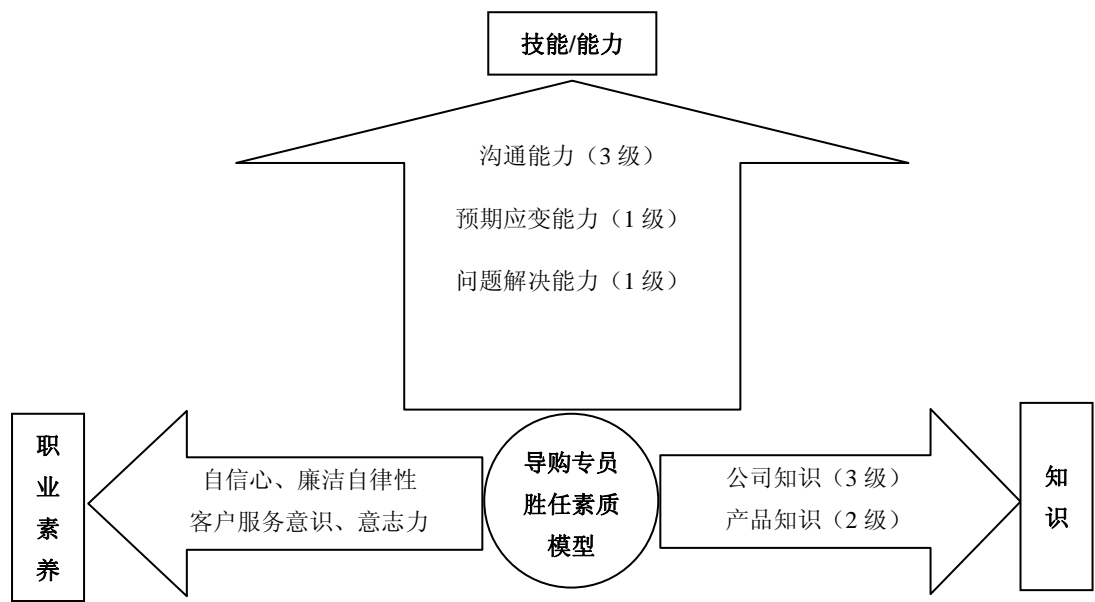 技能/能力
沟通能力（3 级）
预期应变能力（1 级）
问题解决能力（1 级）
职业素养
自信心、廉洁自律性
客户服务意识、意志力
导购专员
胜任素质
模型
公司知识（3 级）
产品知识（2 级）
知识